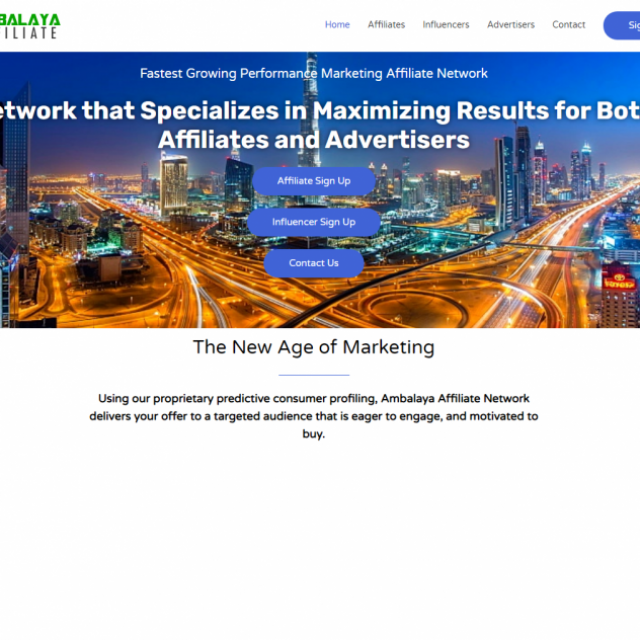 BALAYA
ILIATE
Home Affiliates Influencers Advertisers Contact Sig
Fastest Growing Performance Marketing Affiliate Network
etwork that Specializes in Maximizing Results for Bot
Affiliates and Advertisers
Affiliate Sign Up
Influencer Sign Up
Contact Us
TOYOTA
The New Age of Marketing
Using our proprietary predictive consumer profiling, Ambalaya Affiliate Network
delivers your offer to a targeted audience that is eager to engage, and motivated to
buy.